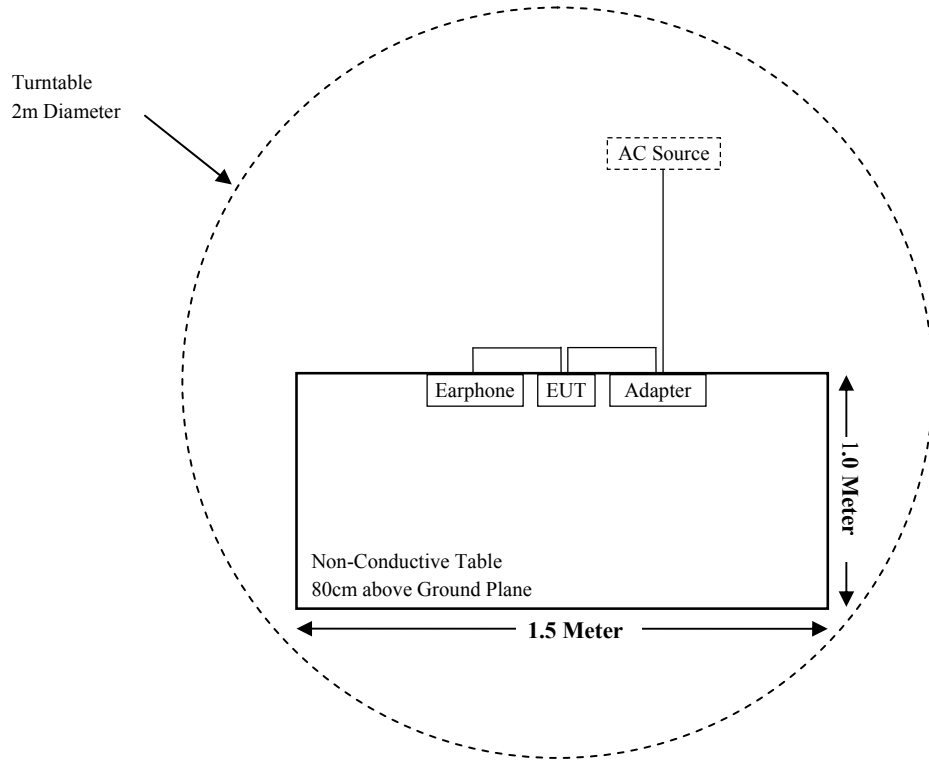 Turntable
2m Diameter
AC Source
Earphone
EUT
Adapter
1.0 Meter
Non-Conductive Table
80cm above Ground Plane
1.5 Meter